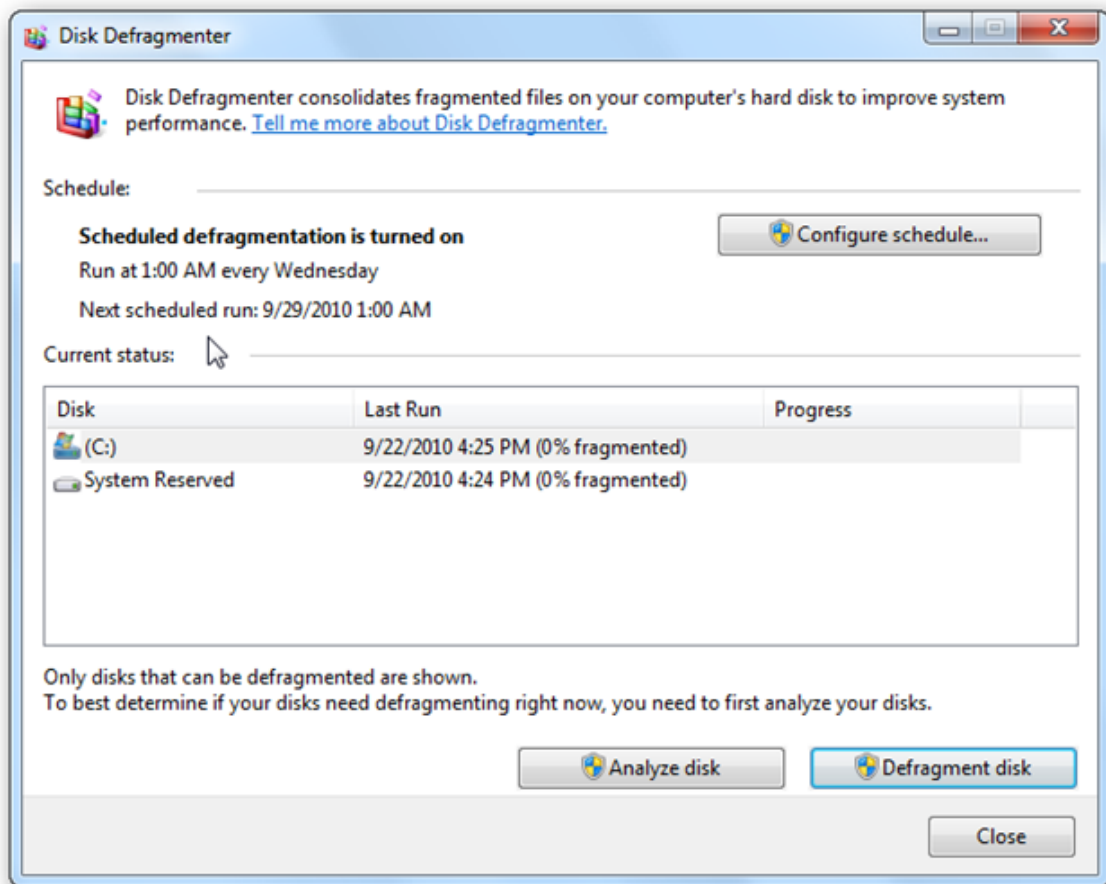 Disk Defragmenter
Disk Defragmenter consolidates fragmented files on your computer's hard disk to improve system
performance. Tell me more about Disk Defragmenter.
Schedule:
Scheduled defragmentation is turned on
Configure schedule...
Run at 1:00 AM every Wednesday
Next scheduled run: 9/29/2010 1:00 AM
Current status:
Disk Last Run Progress
(C:) 9/22/2010 4:25 PM (0% fragmented)
System Reserved 9/22/2010 4:24 PM (0% fragmented)
Only disks that can be defragmented are shown.
To best determine if your disks need defragmenting right now, you need to first analyze your disks.
Analyze disk Defragment disk
Close